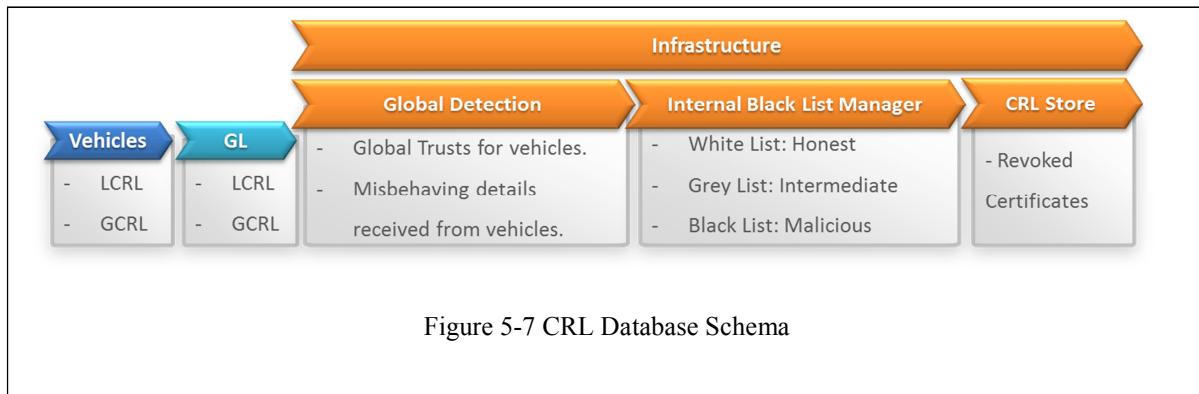 Infrastructure
Vehicles
- LCRL
- GCRL
GL
- LCRL
- GCRL
Global Detection
- Global Trusts for vehicles.
- Misbehaving details
received from vehicles.
Internal Black List Manager
- White List: Honest
- Grey List: Intermediate
- Black List: Malicious
CRL Store
- Revoked
Certificates
Figure 5-7 CRL Database Schema